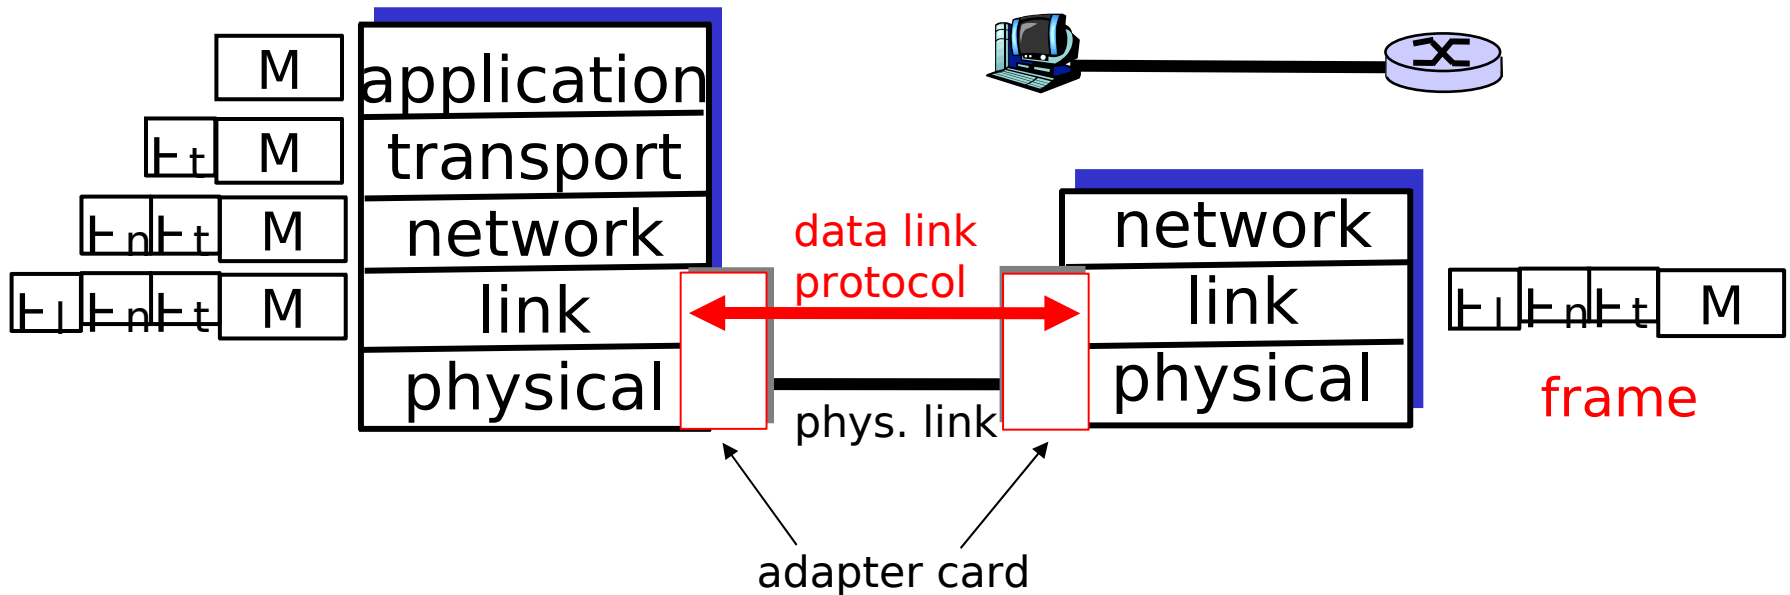 M
application
Ht M
transport
Hn Ht M
network
Hl Hn Ht M
link
physical
data link
protocol
phys. link
adapter card
network
link
physical
Hl Hn Ht M
frame